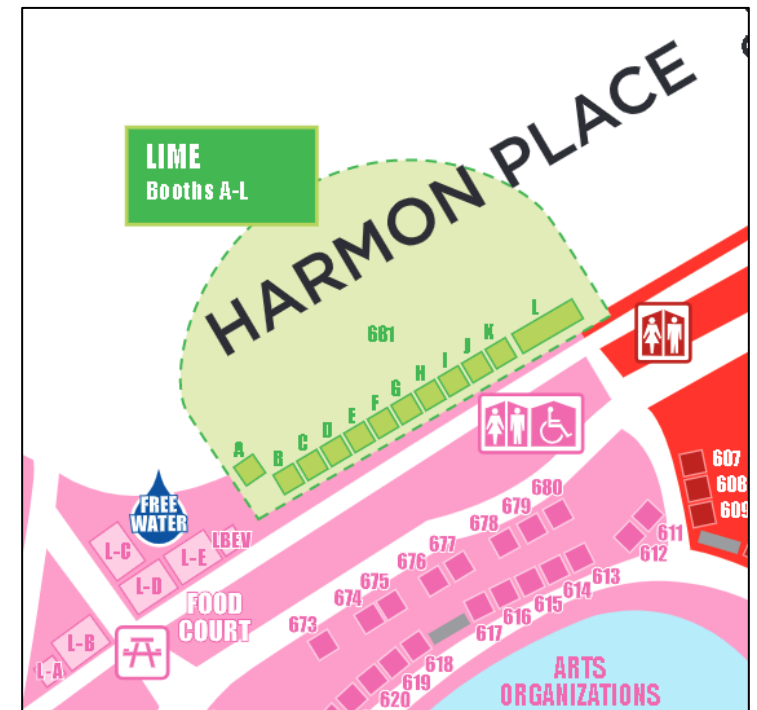 LIME
Booths A-L
HARMON PLACE
681
L
K
J
I
H
G
F
E
D
C
B
A
FREE
WATER
L-C
L-D
L-E
LBEV
FOOD
COURT
L-B
L-A
607
608
609
680
679
678
677
676
675
674
673
611
612
613
614
615
616
617
618
619
620
ARTS
ORGANIZATIONS